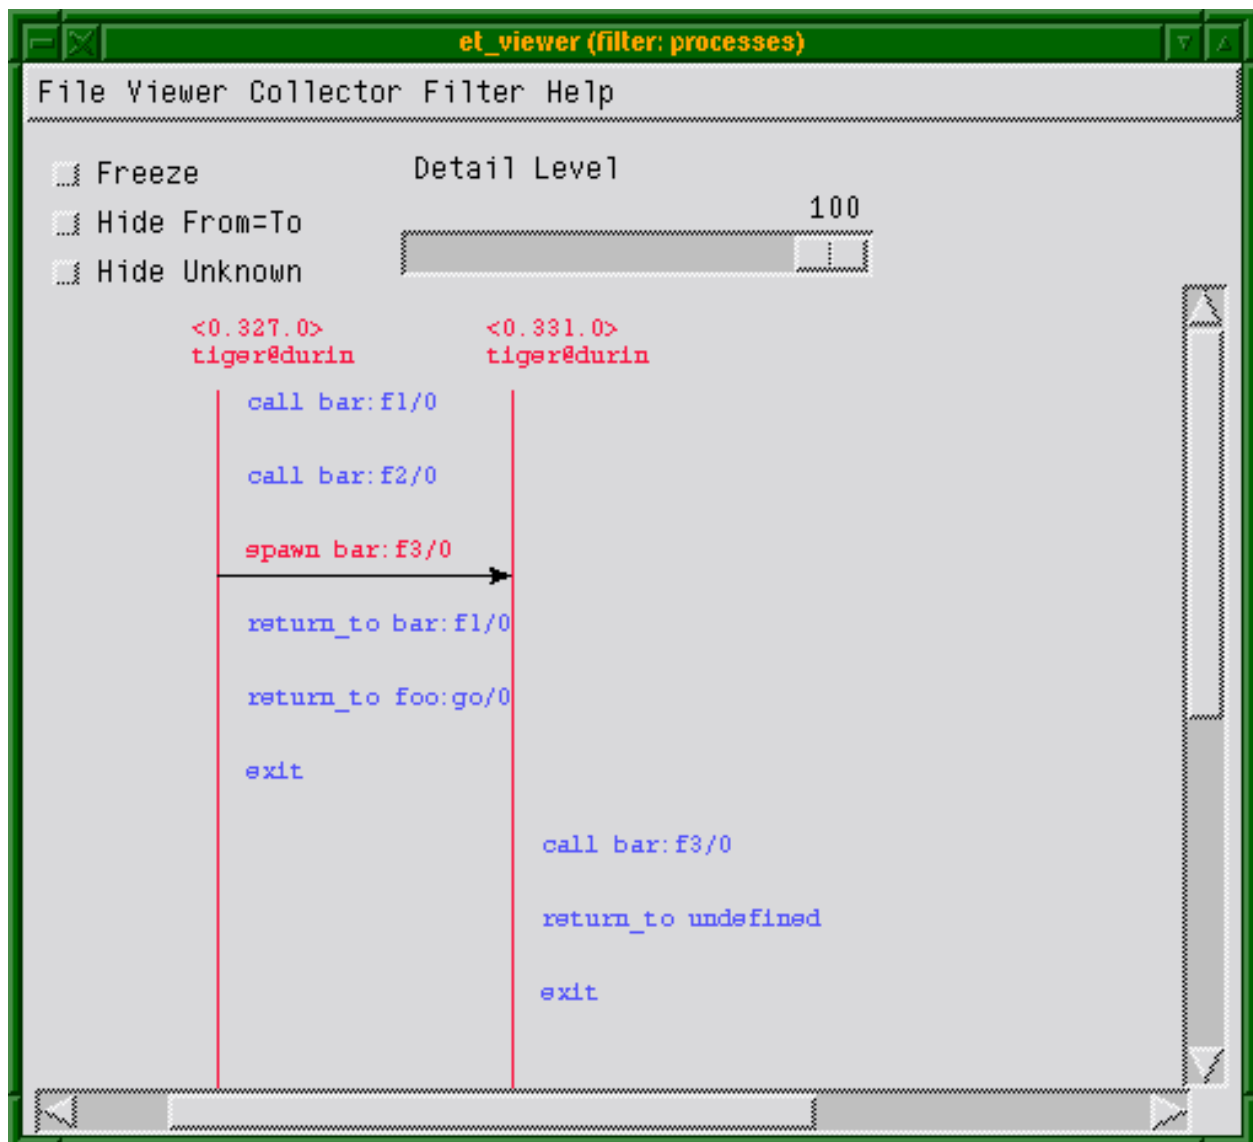 et_viewer (filter: processes)
File Viewer Collector Filter Help
Freeze
Detail Level
Hide From=To
100
Hide Unknown
<0.327.0> <0.331.0>
tiger@durin tiger@durin
call bar:f1/0
call bar:f2/0
spawn bar:f3/0
return_to bar:f1/0
return_to foo:go/0
exit
call bar:f3/0
return_to undefined
exit